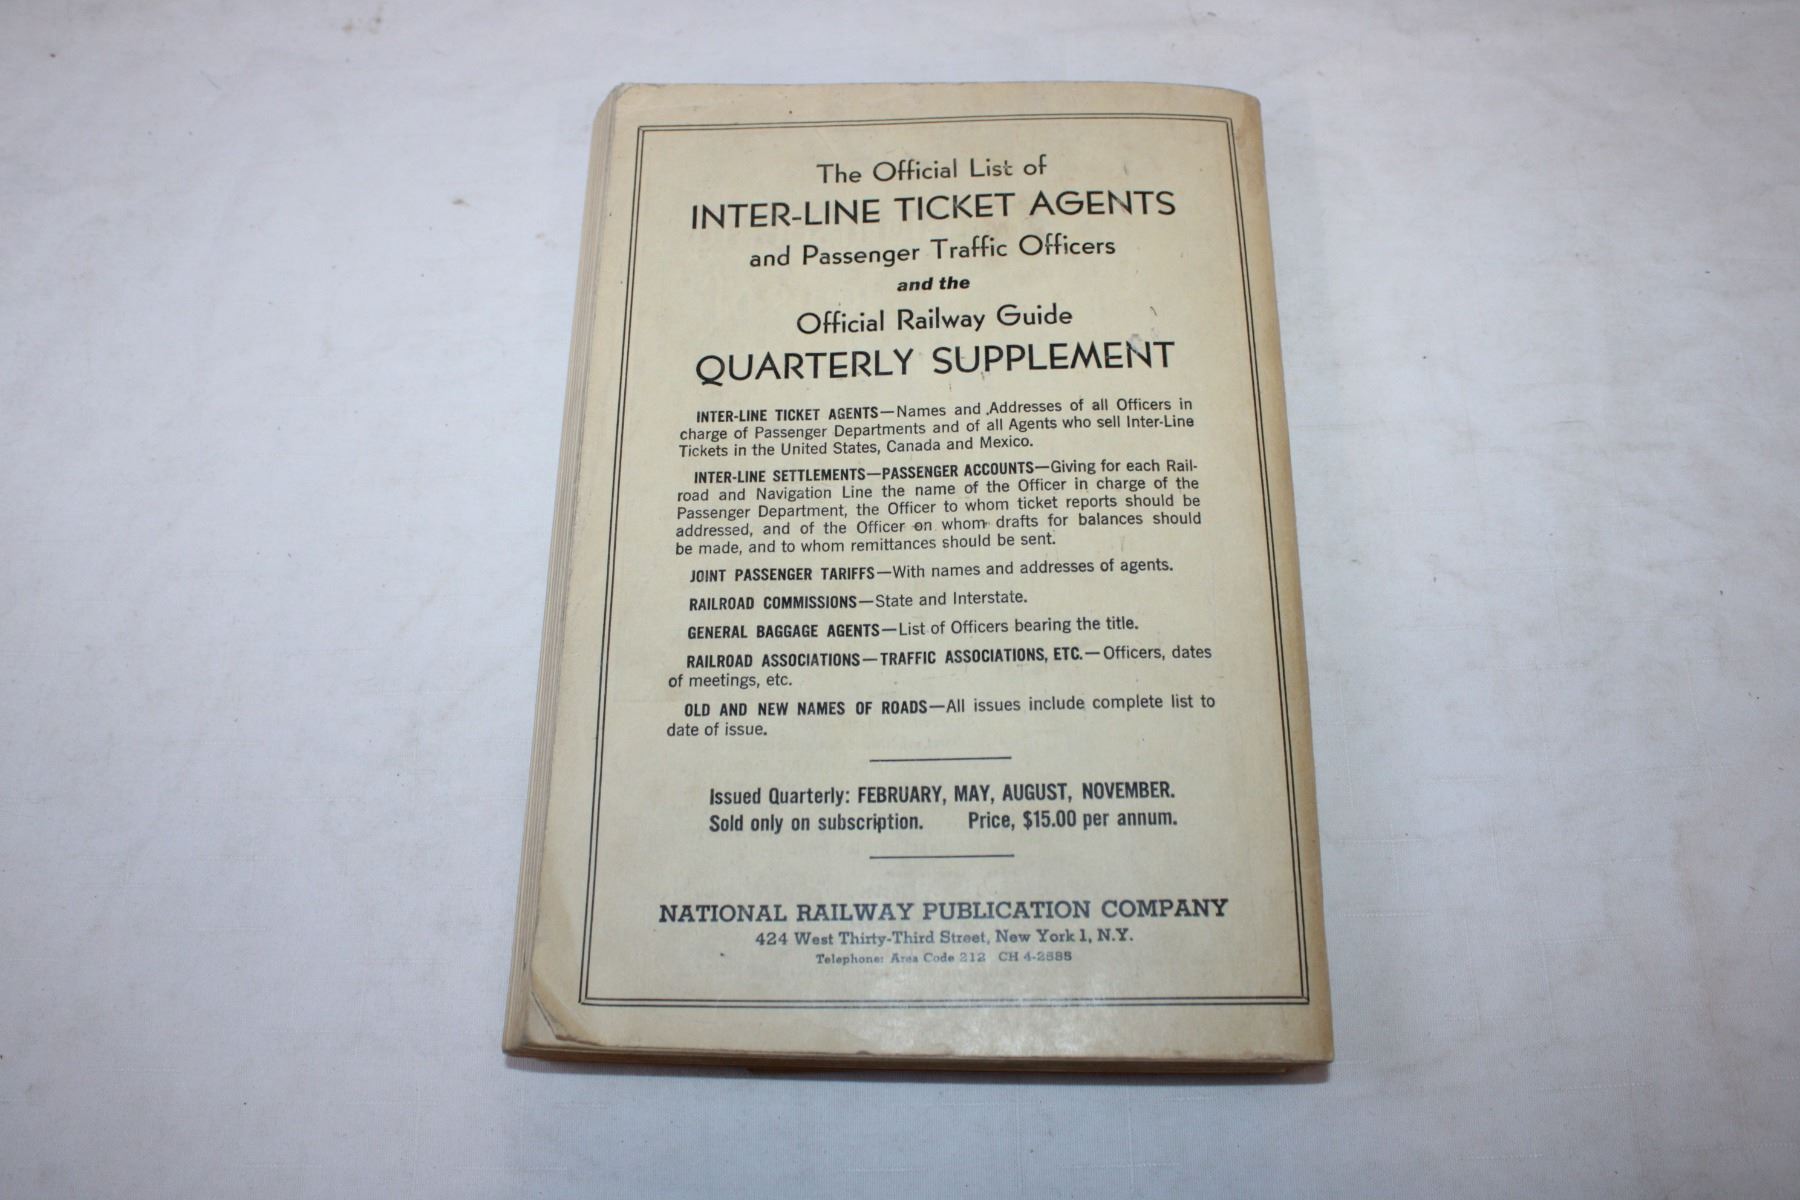 The Official List of
INTER-LINE TICKET AGENTS
and Passenger Traffic Officers
and the
Official Railway Guide
QUARTERLY SUPPLEMENT
INTER-LINE TICKET AGENTS—Names and Addresses of all Officers in
charge of Passenger Departments and of all Agents who sell Inter-Line
Tickets in the United States, Canada and Mexico.
INTER-LINE SETTLEMENTS—PASSENGER ACCOUNTS—Giving for each Rail-
road and Navigation Line the name of the Officer in charge of the
Passenger Department, the Officer to whom ticket reports should be
addressed, and of the Officer on whom drafts for balances should
be made, and to whom remittances should be sent.
JOINT PASSENGER TARIFFS—With names and addresses of agents.
RAILROAD COMMISSIONS—State and Interstate.
GENERAL BAGGAGE AGENTS—List of Officers bearing the title.
RAILROAD ASSOCIATIONS—TRAFFIC ASSOCIATIONS, ETC.—Officers, dates
of meetings, etc.
OLD AND NEW NAMES OF ROADS—All issues include complete list to
date of issue.
Issued Quarterly: FEBRUARY, MAY, AUGUST, NOVEMBER.
Sold only on subscription. Price, $15.00 per annum.
NATIONAL RAILWAY PUBLICATION COMPANY
424 West Thirty-Third Street, New York 1, N.Y.
Telephone: Area Code 212 CH